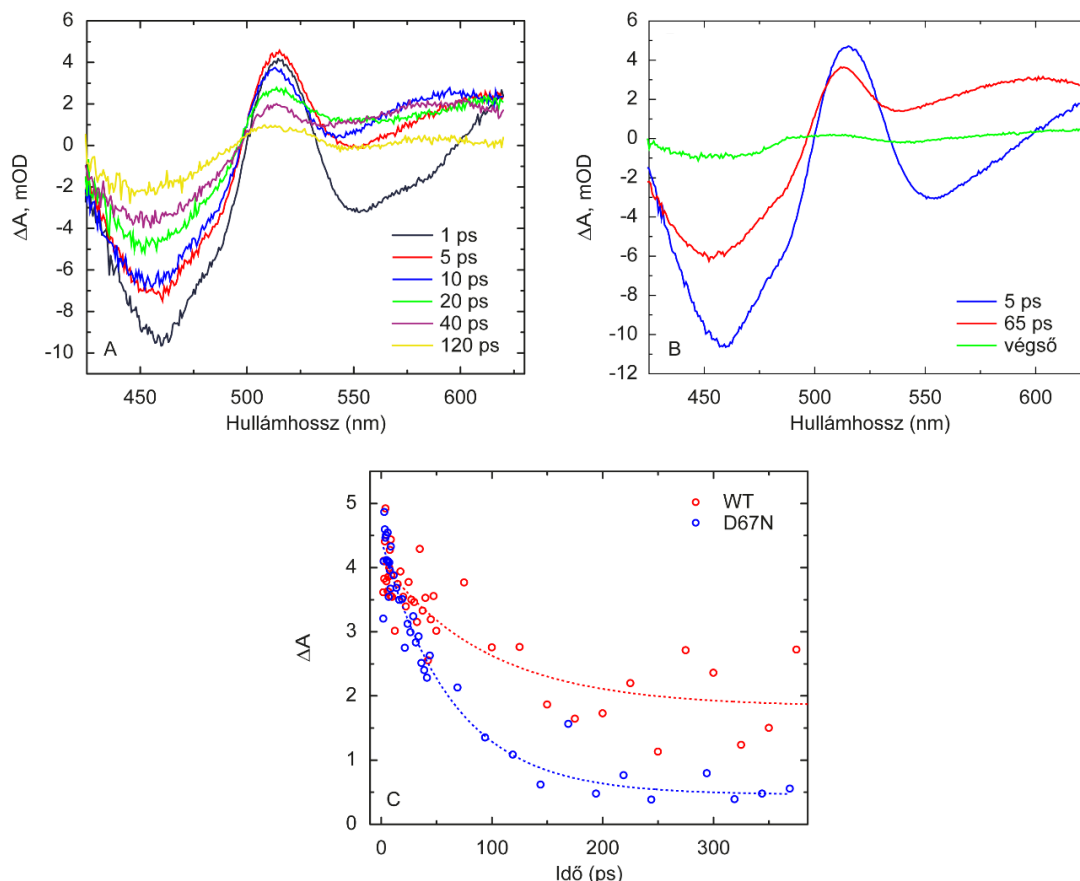 6
4
2
0
-2
-4
-6
-8
-10
ΔA, mOD
1 ps
5 ps
10 ps
20 ps
40 ps
120 ps
A
450 500 550 600
Hullámhossz (nm)
6
4
2
0
-2
-4
-6
-8
-10
-12
ΔA, mOD
5 ps
65 ps
végső
B
450 500 550 600
Hullámhossz (nm)
5
4
3
2
1
0
ΔA
WT
D67N
C
0 100 200 300
Idő (ps)